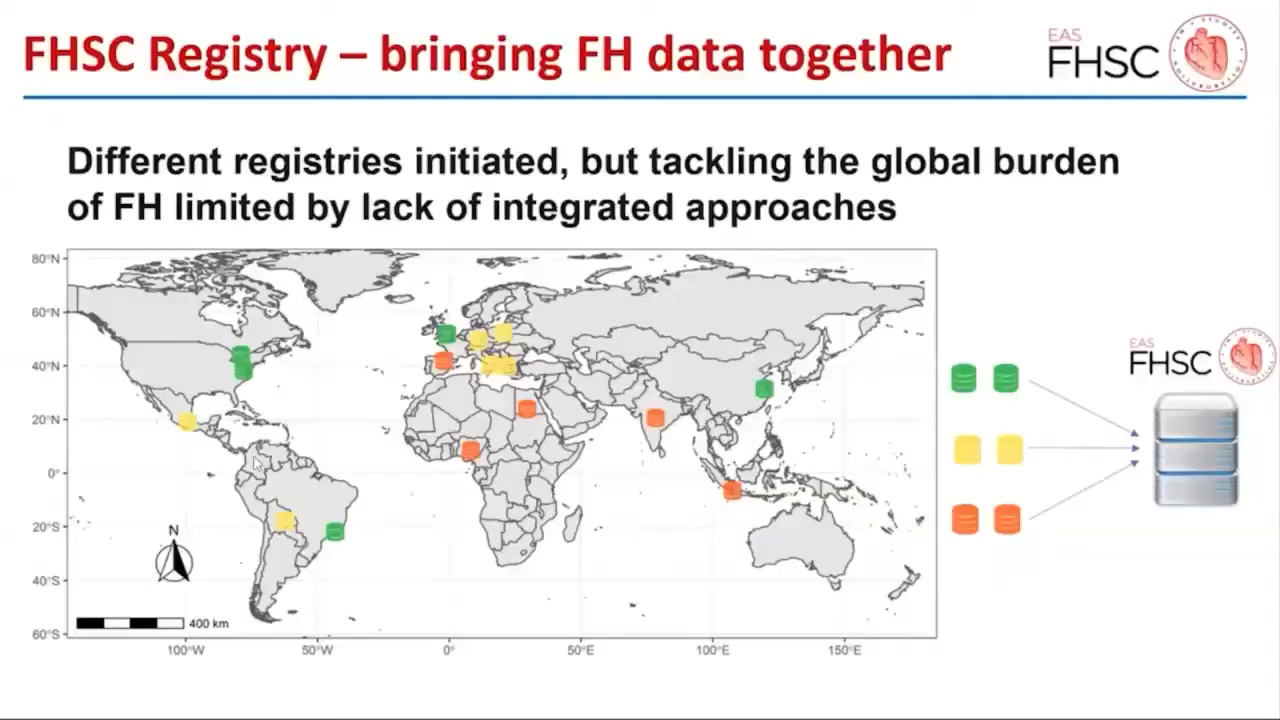 FHSC Registry – bringing FH data together
EAS
FHSC
Different registries initiated, but tackling the global burden
of FH limited by lack of integrated approaches
80°N
60°N
40°N
20°N
0°
20°S
40°S
60°S
N
400 km
100°W
50°W
0°
50°E
100°E
150°E
EAS
FHSC